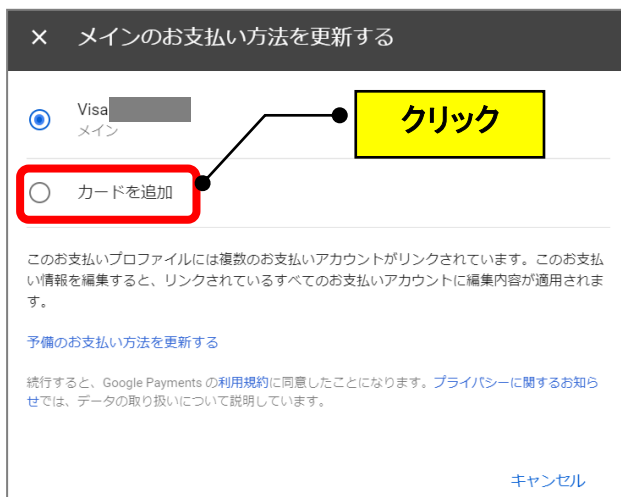 × メインのお支払い方法を更新する
Visa
メイン
クリック
カードを追加
このお支払いプロファイルには複数のお支払いアカウントがリンクされています。このお支払
い情報を編集すると、リンクされているすべてのお支払いアカウントに編集内容が適用されま
す。
予備のお支払い方法を更新する
続行すると、Google Payments の利用規約に同意したことになります。プライバシーに関するお知ら
せでは、データの取り扱いについて説明しています。
キャンセル